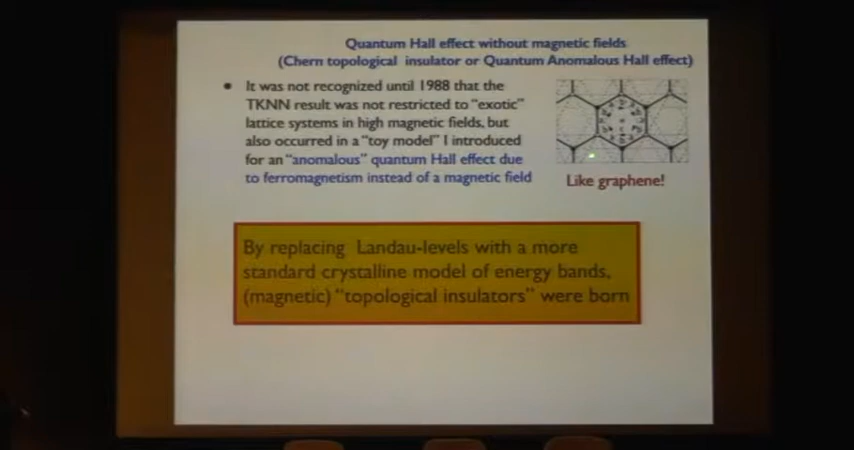 Quantum Hall effect without magnetic fields
(Chern topological insulator or Quantum Anomalous Hall effect)
• It was not recognized until 1988 that the
TKNN result was not restricted to "exotic"
lattice systems in high magnetic fields, but
also occurred in a "toy model" I introduced
for an "anomalous" quantum Hall effect due
to ferromagnetism instead of a magnetic field
Like graphene!
By replacing Landau-levels with a more
standard crystalline model of energy bands,
(magnetic) "topological insulators" were born